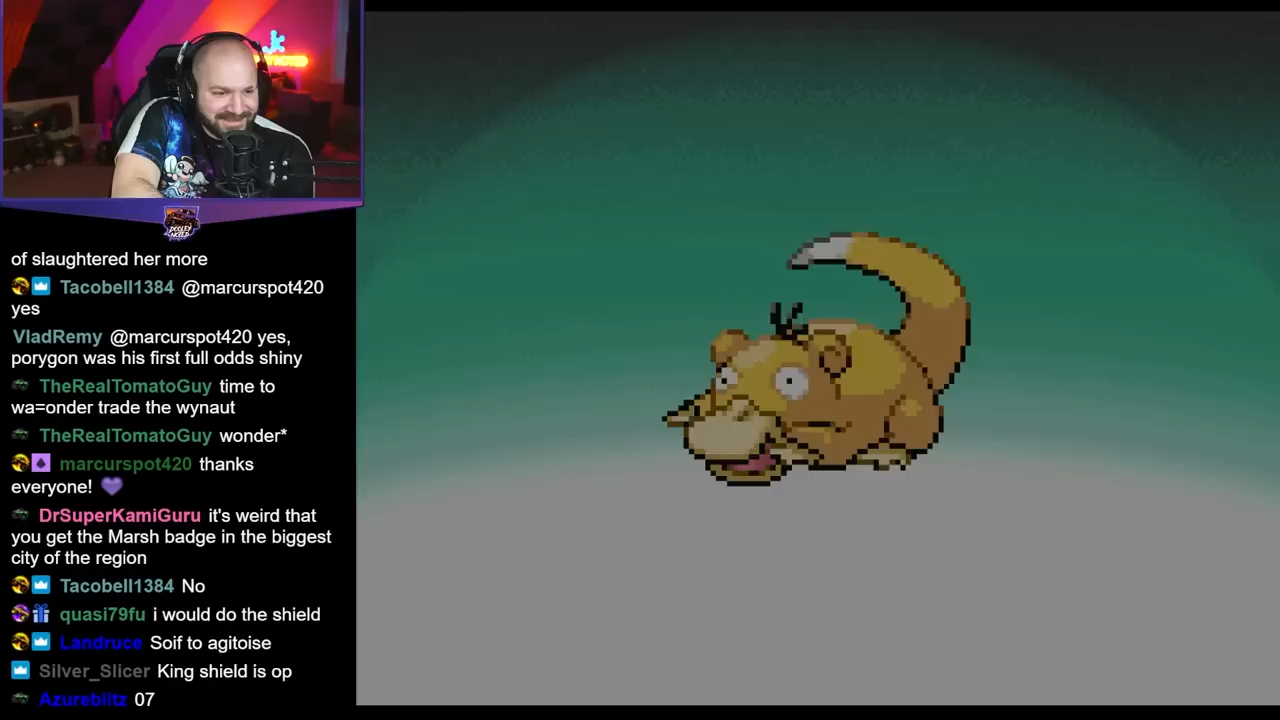 DOOLEY
NOTED
of slaughtered her more
Tacobell1384 @marcurspot420
yes
VladRemy @marcurspot420 yes,
porygon was his first full odds shiny
TheRealTomatoGuy time to
wa=onder trade the wynaut
TheRealTomatoGuy wonder*
marcurspot420 thanks
everyone!
DrSuperKamiGuru it's weird that
you get the Marsh badge in the biggest
city of the region
Tacobell1384 No
quasi79fu i would do the shield
Landruce Soif to agitoise
Silver_Slicer King shield is op
Azureblitz 07